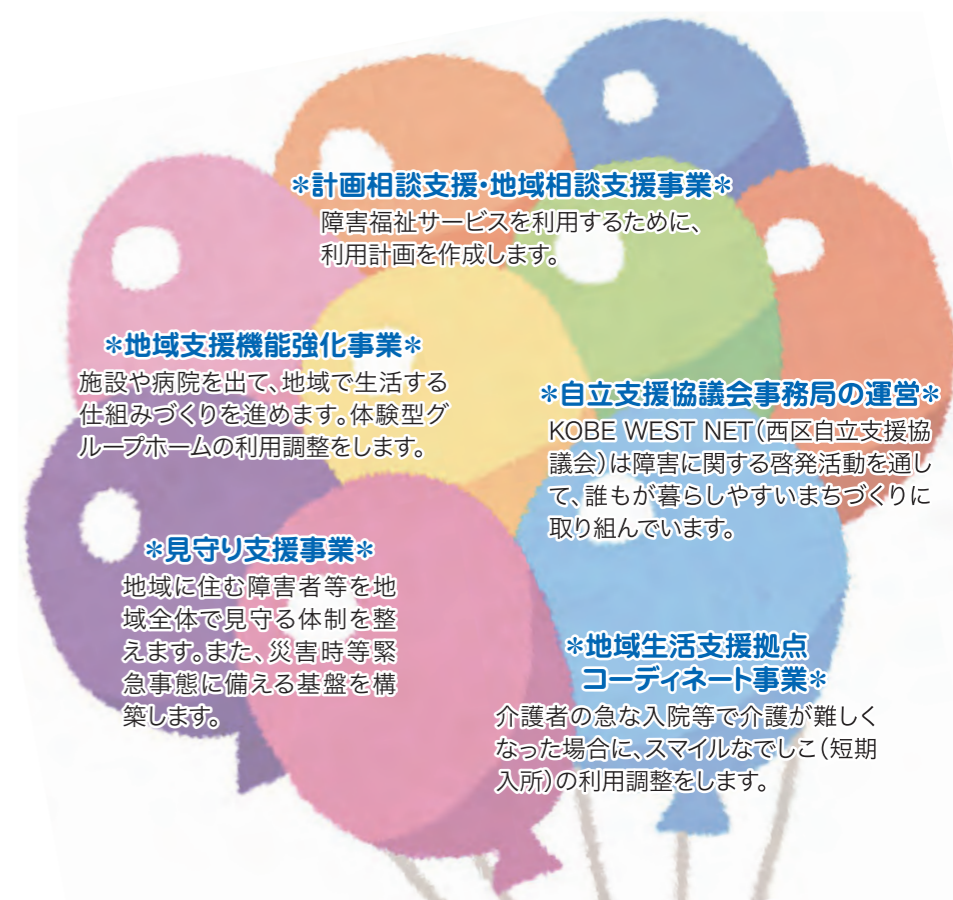 ＊計画相談支援・地域相談支援事業＊
障害福祉サービスを利用するために、
利用計画を作成します。
＊地域支援機能強化事業＊
施設や病院を出て、地域で生活する
仕組みづくりを進めます。体験型グ
ループホームの利用調整をします。
＊自立支援協議会事務局の運営＊
KOBE WEST NET（西区自立支援協
議会）は障害に関する啓発活動を通し
て、誰もが暮らしやすいまちづくりに
取り組んでいます。
＊見守り支援事業＊
地域に住む障害者等を地
域全体で見守る体制を整
えます。また、災害時等緊
急事態に備える基盤を構
築します。
＊地域生活支援拠点
コーディネート事業＊
介護者の急な入院等で介護が難しく
なった場合に、スマイルなでしこ（短期
入所）の利用調整をします。